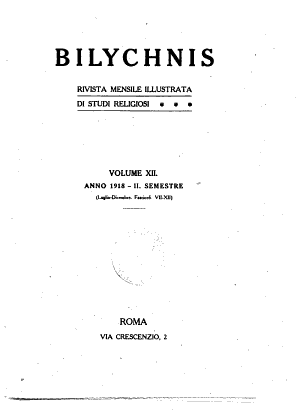 BILYCHNIS
RIVISTA MENSILE ILLUSTRATA
DI STUDI RELIGIOSI * * *
VOLUME XII.
ANNO 1918 - II. SEMESTRE
(Luglio-Dicembre. Fascicoli VII-XII)
ROMA
VIA CRESCENZIO, 2